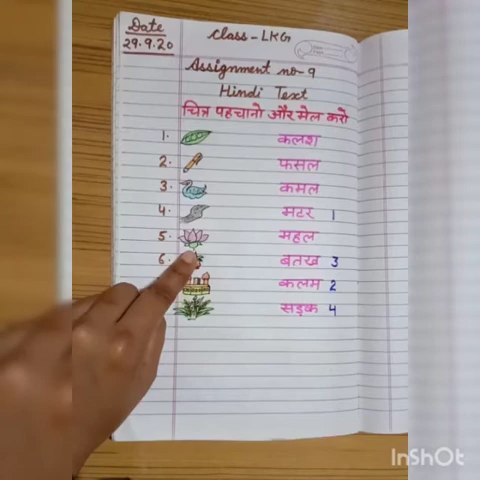 Date
29.9.20
Class - LKG
Assignment no-9
Hindi Text
चित्र पहचानो और मेल करो
1. कलश
2. फसल
3. कमल
4. मटर 1
5. महल
6. बतख 3
कलम 2
सड़क 4
InShOt